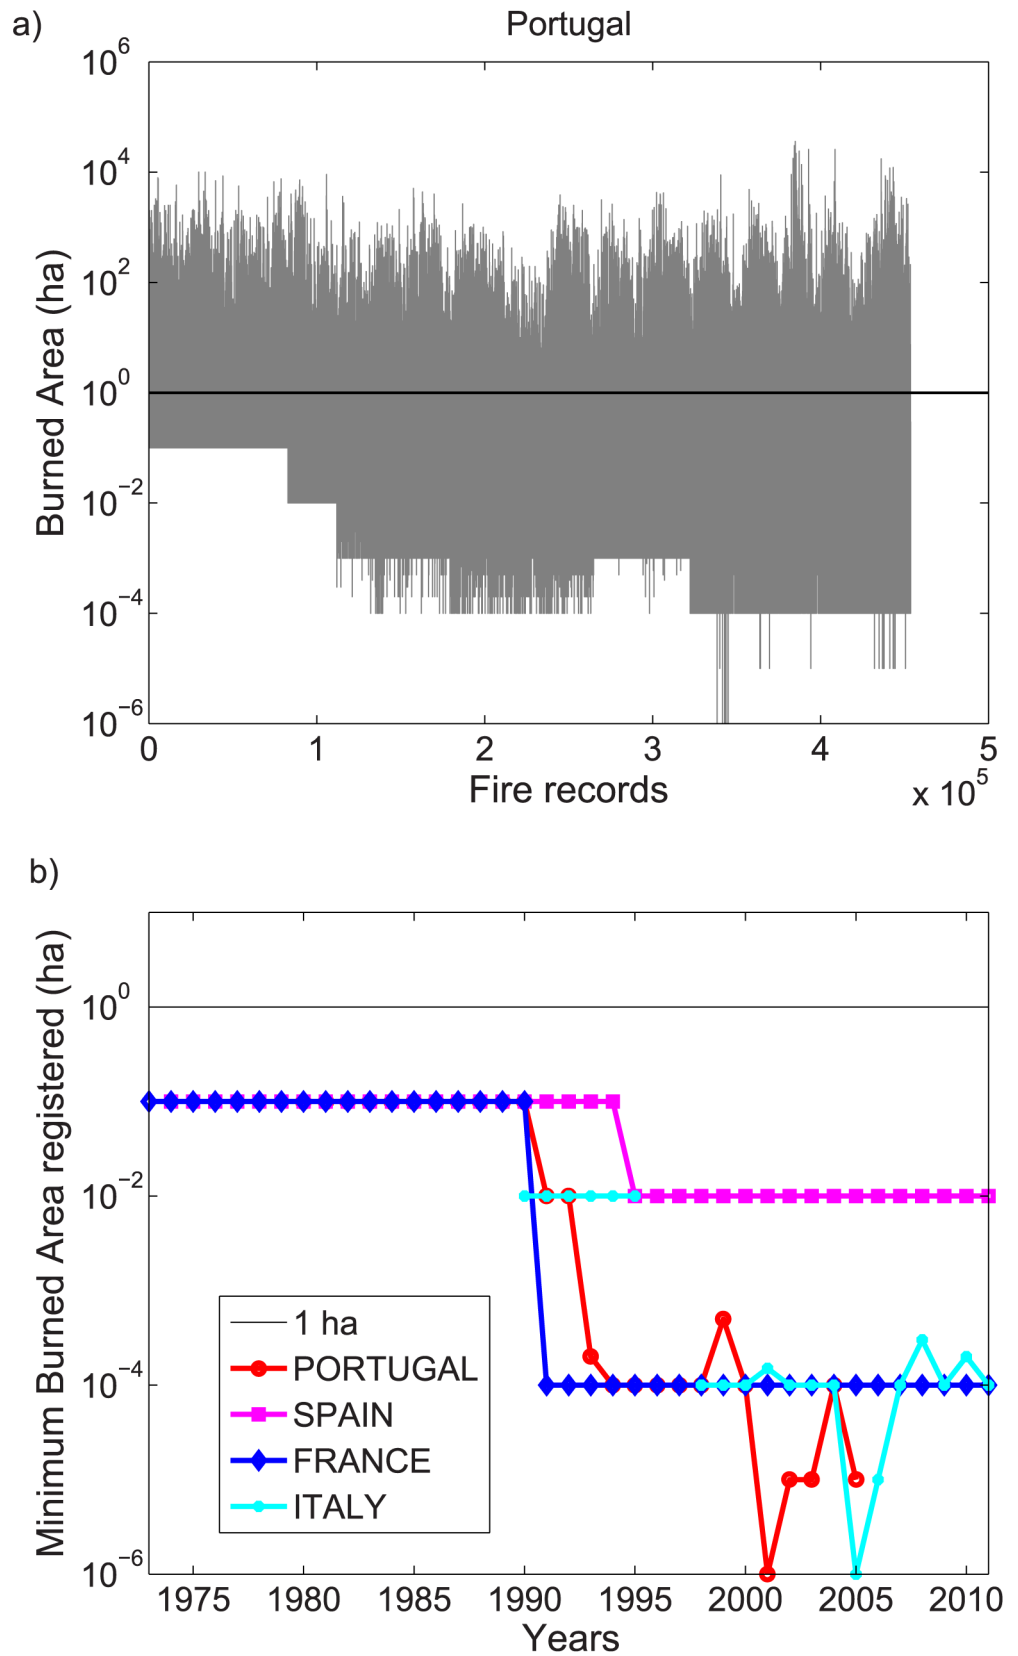 a)
Portugal
Burned Area (ha)
10^6
10^4
10^2
10^0
10^−2
10^−4
10^−6
0 1 2 3 4 5
Fire records
x 10^5
b)
Minimum Burned Area registered (ha)
10^0
10^−2
10^−4
10^−6
1 ha
PORTUGAL
SPAIN
FRANCE
ITALY
1975 1980 1985 1990 1995 2000 2005 2010
Years